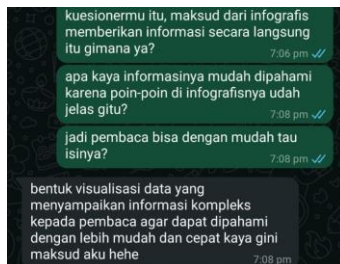 kuesionermu itu, maksud dari infografis
memberikan informasi secara langsung
itu gimana ya?
7:06 pm
apa kaya informasinya mudah dipahami
karena poin-poin di infografisnya udah
jelas gitu?
7:08 pm
jadi pembaca bisa dengan mudah tau
isinya?
7:08 pm
bentuk visualisasi data yang
menyampaikan informasi kompleks
kepada pembaca agar dapat dipahami
dengan lebih mudah dan cepat kaya gini
maksud aku hehe
7:08 pm